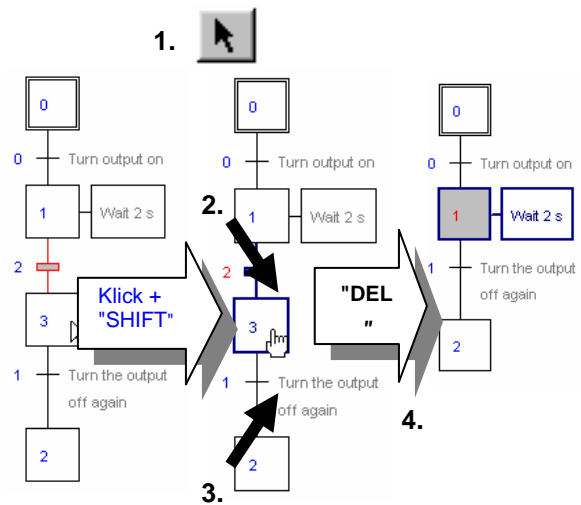 1.
0
0 Turn output on
1 Wait 2 s
2
3
1 Turn the output
off again
2
Klick +
"SHIFT"
0
0 Turn output on
2.
1 Wait 2 s
2
3
1 Turn the output
off again
3.
2
"DEL
"
0
0 Turn output on
1 Wait 2 s
1 Turn the output
off again
2
4.